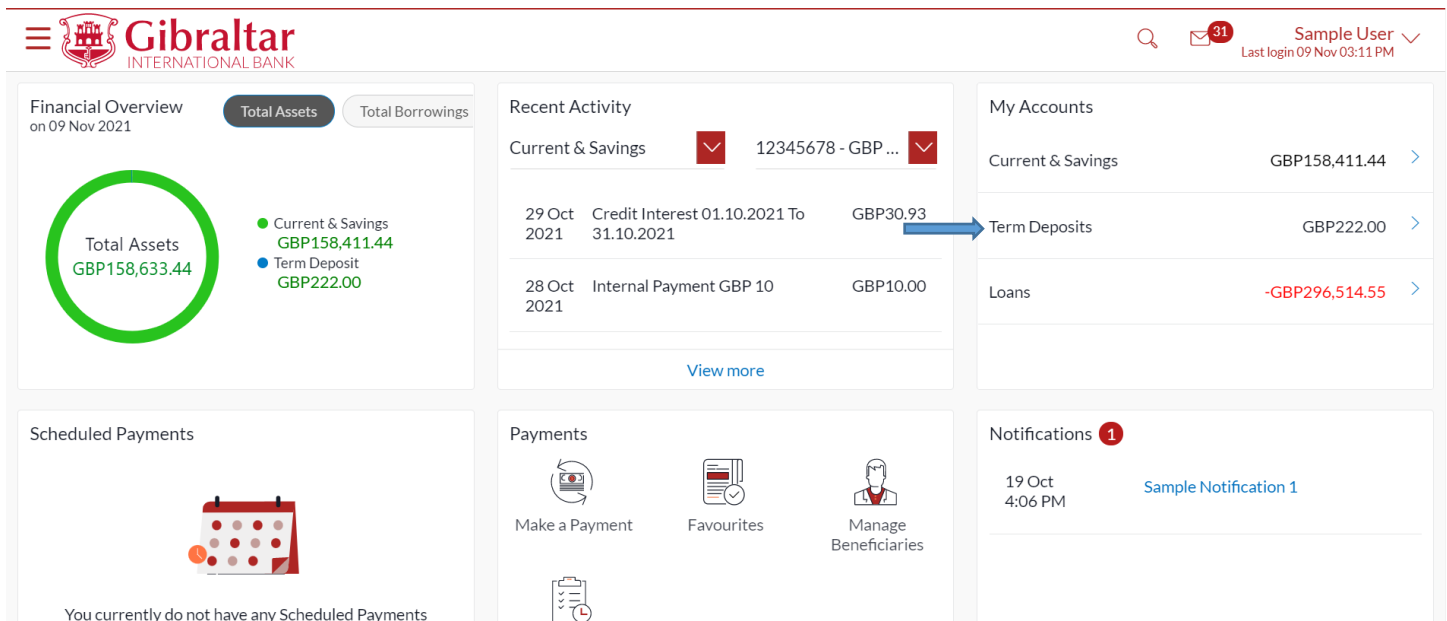 Gibraltar
INTERNATIONAL BANK
31
Sample User
Last login 09 Nov 03:11 PM
Financial Overview
on 09 Nov 2021
Total Assets
Total Borrowings
Total Assets
GBP158,633.44
Current & Savings
GBP158,411.44
Term Deposit
GBP222.00
Recent Activity
Current & Savings
12345678 - GBP ...
29 Oct 2021
Credit Interest 01.10.2021 To
31.10.2021
GBP30.93
28 Oct
2021
Internal Payment GBP 10
GBP10.00
View more
My Accounts
Current & Savings GBP158,411.44
Term Deposits GBP222.00
Loans -GBP296,514.55
Scheduled Payments
You currently do not have any Scheduled Payments
Payments
Make a Payment
Favourites
Manage
Beneficiaries
Notifications 1
19 Oct
4:06 PM
Sample Notification 1